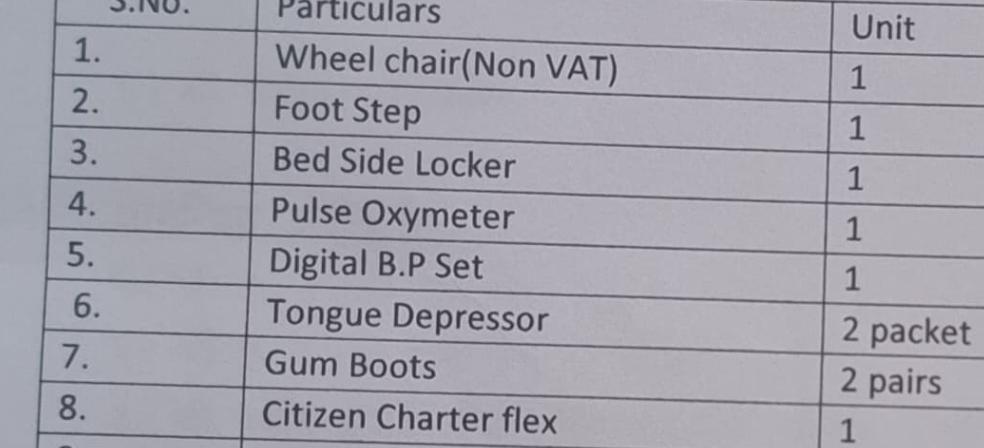 S.No. Particulars Unit
1. Wheel chair(Non VAT) 1
2. Foot Step 1
3. Bed Side Locker 1
4. Pulse Oxymeter 1
5. Digital B.P Set 1
6. Tongue Depressor 2 packet
7. Gum Boots 2 pairs
8. Citizen Charter flex 1